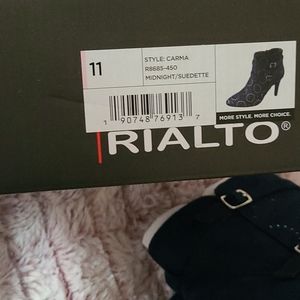 11
STYLE: CARMA
R8685-450
MIDNIGHT/SUEDETTE
1 90748 76913 7
MORE STYLE. MORE CHOICE.
RIALTO®